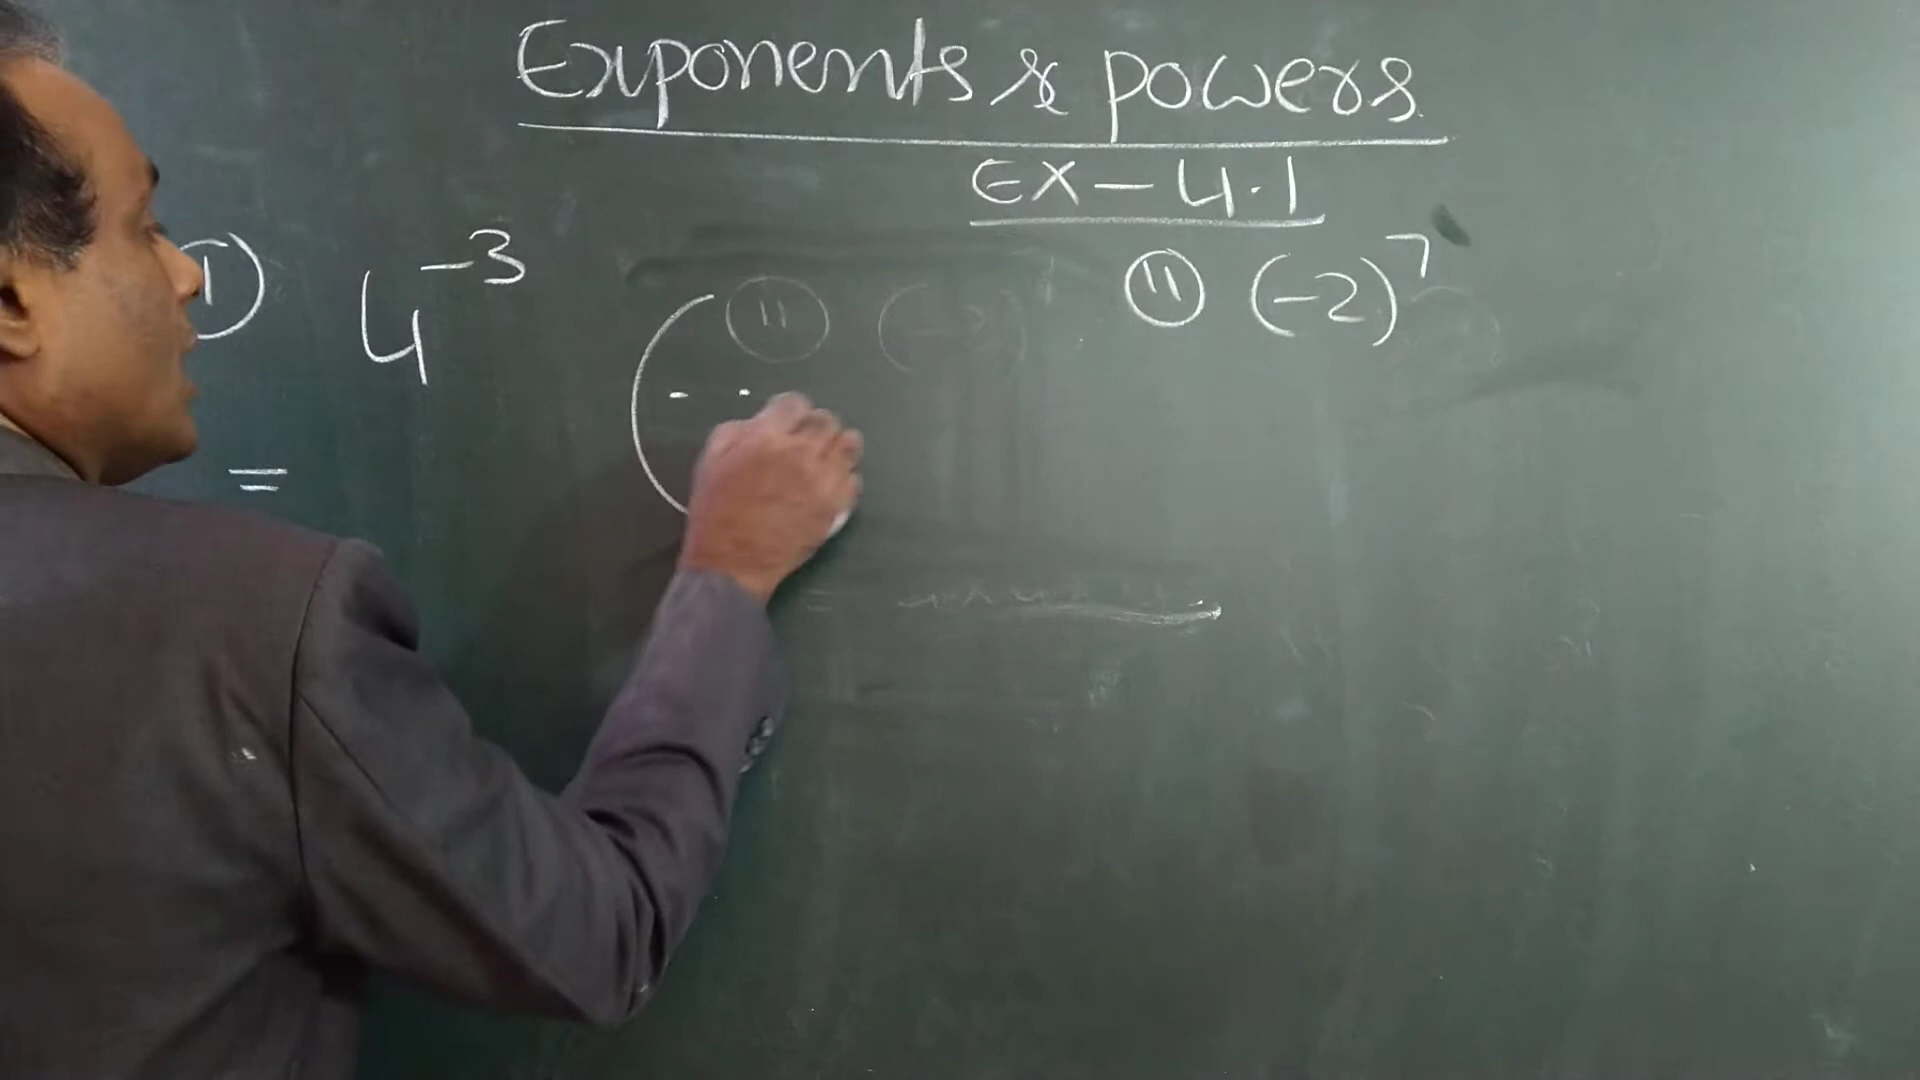 Exponents & powers
EX - 4.1
I 4^-3
II (-2)^7
=